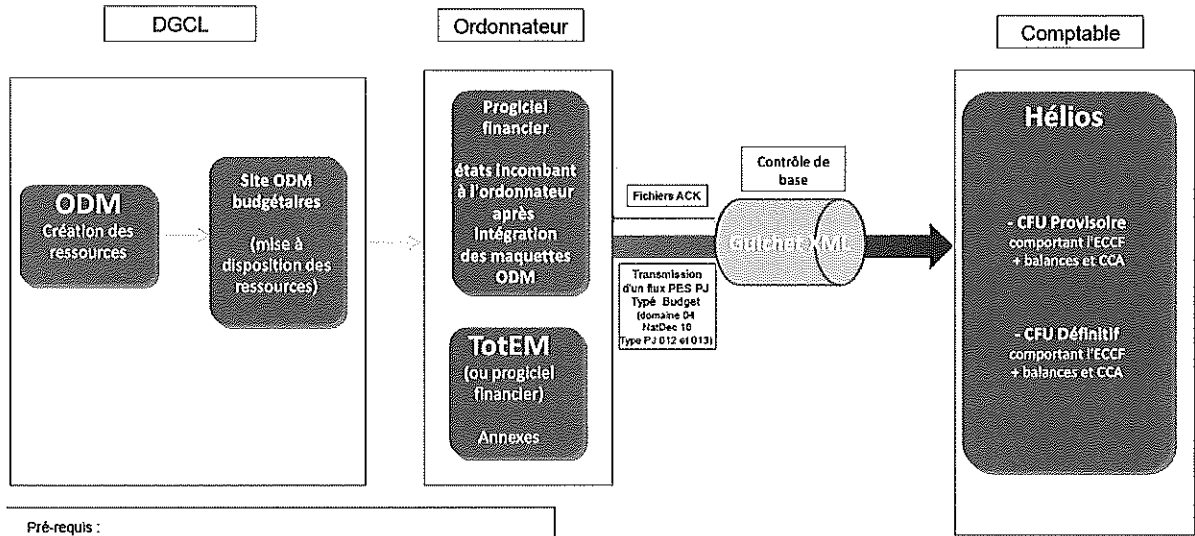 DGCL
Ordonnateur
Comptable
ODM
Création des
ressources
Site ODM
budgétaires
(mise à
disposition des
ressources)
Progiciel
financier
états Incombant
à l'ordonnateur
après
Intégration
des maquettes
ODM
TotEM
(ou progiciel
financier)
Annexes
Fichiers ACK
Transmission
d'un flux PES PJ
Typé Budget
(domaine 04
NatDec 10
Type PJ 012 et 013)
Contrôle de
base
Guichet XML
Hélios
- CFU Provisoire
comportant l'ECCF
+ balances et CCA
- CFU Définitif
comportant l'ECCF
+ balances et CCA
Pré-requis :